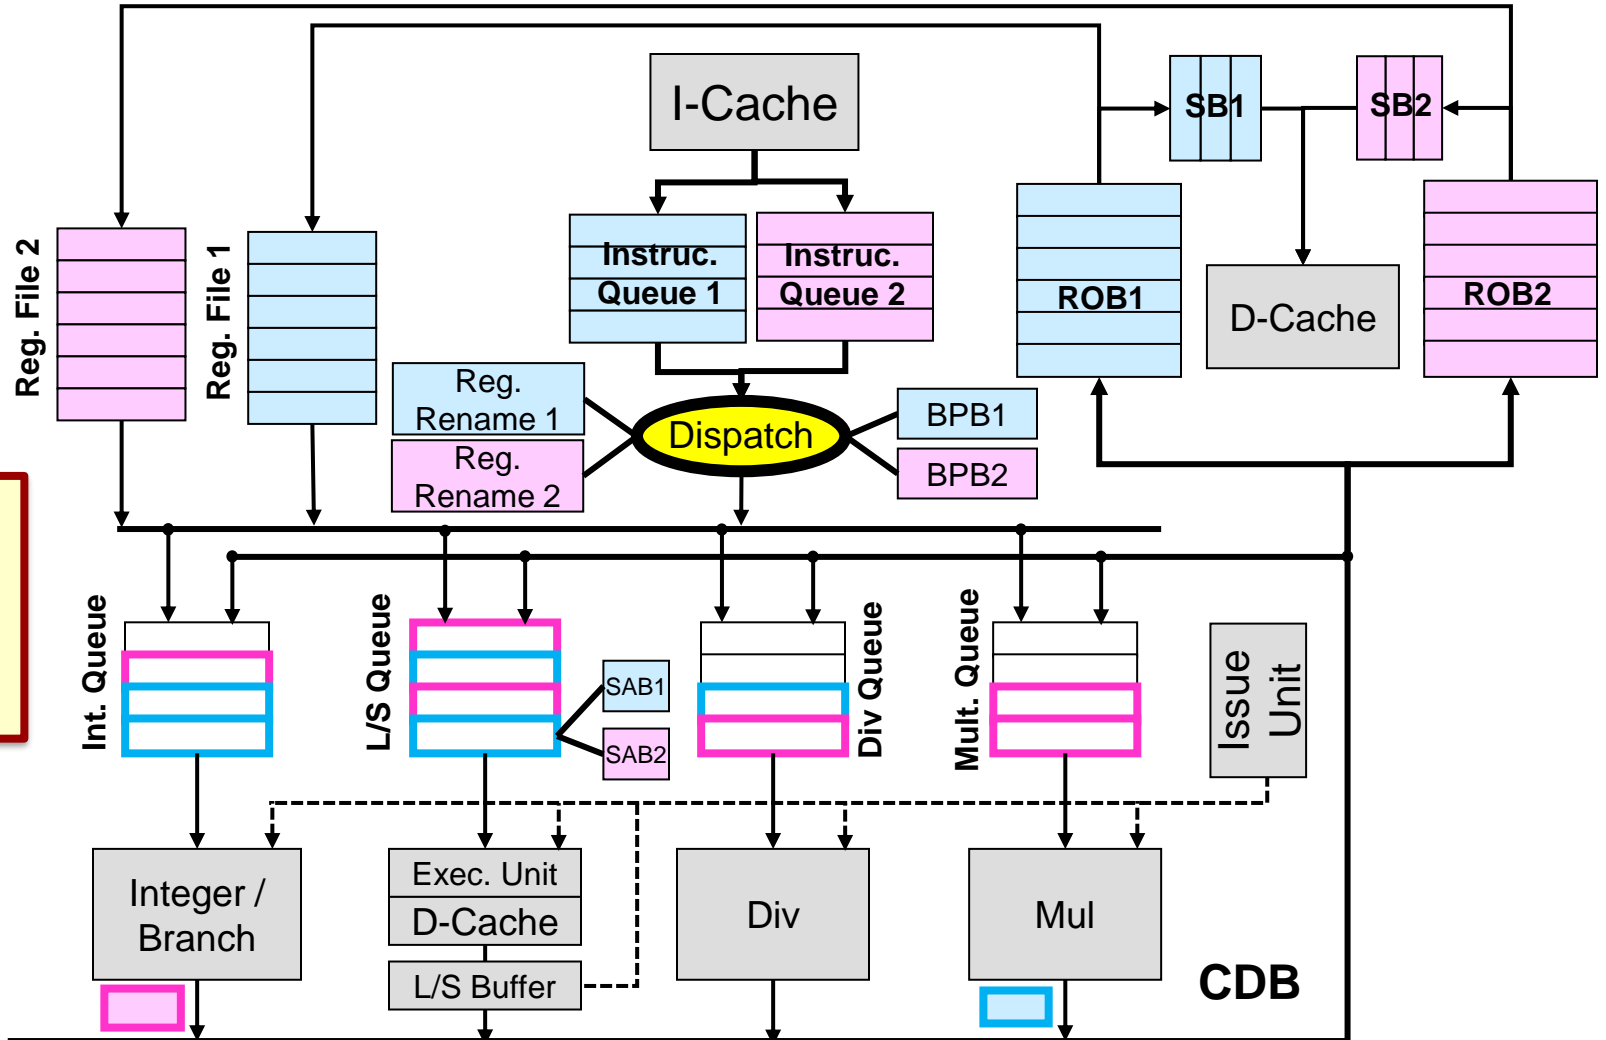 I-Cache
SB1
SB2
Reg. File 2
Reg. File 1
Instruc.
Queue 1
Instruc.
Queue 2
ROB1
D-Cache
ROB2
Reg.
Rename 1
Reg.
Rename 2
Dispatch
BPB1
BPB2
Int. Queue
L/S Queue
SAB1
SAB2
Div Queue
Mult. Queue
Issue
Unit
Integer /
Branch
Exec. Unit
D-Cache
L/S Buffer
Div
Mul
CDB